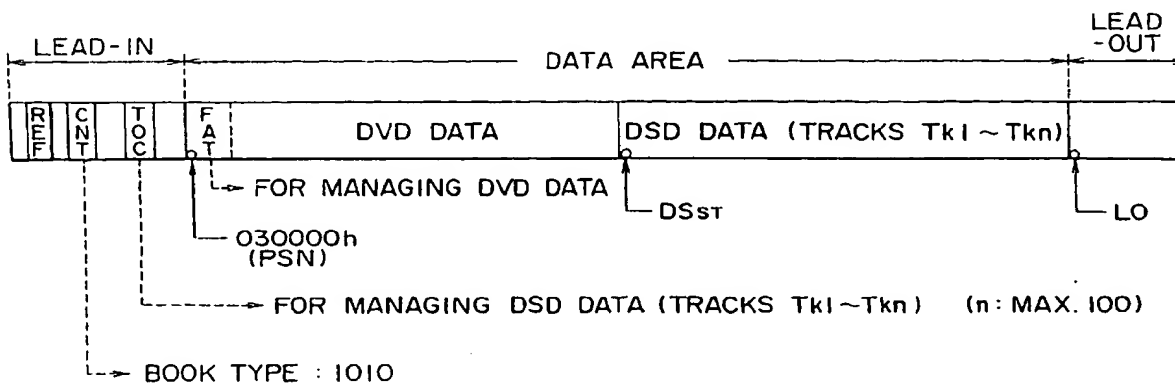 LEAD-IN
DATA AREA
LEAD
-OUT
REF
CNT
TOC
FAT
DVD DATA
DSD DATA (TRACKS Tk1~Tkn)
FOR MANAGING DVD DATA
DSST
LO
030000h
(PSN)
FOR MANAGING DSD DATA (TRACKS Tk1~Tkn) (n: MAX. 100)
BOOK TYPE : 1010